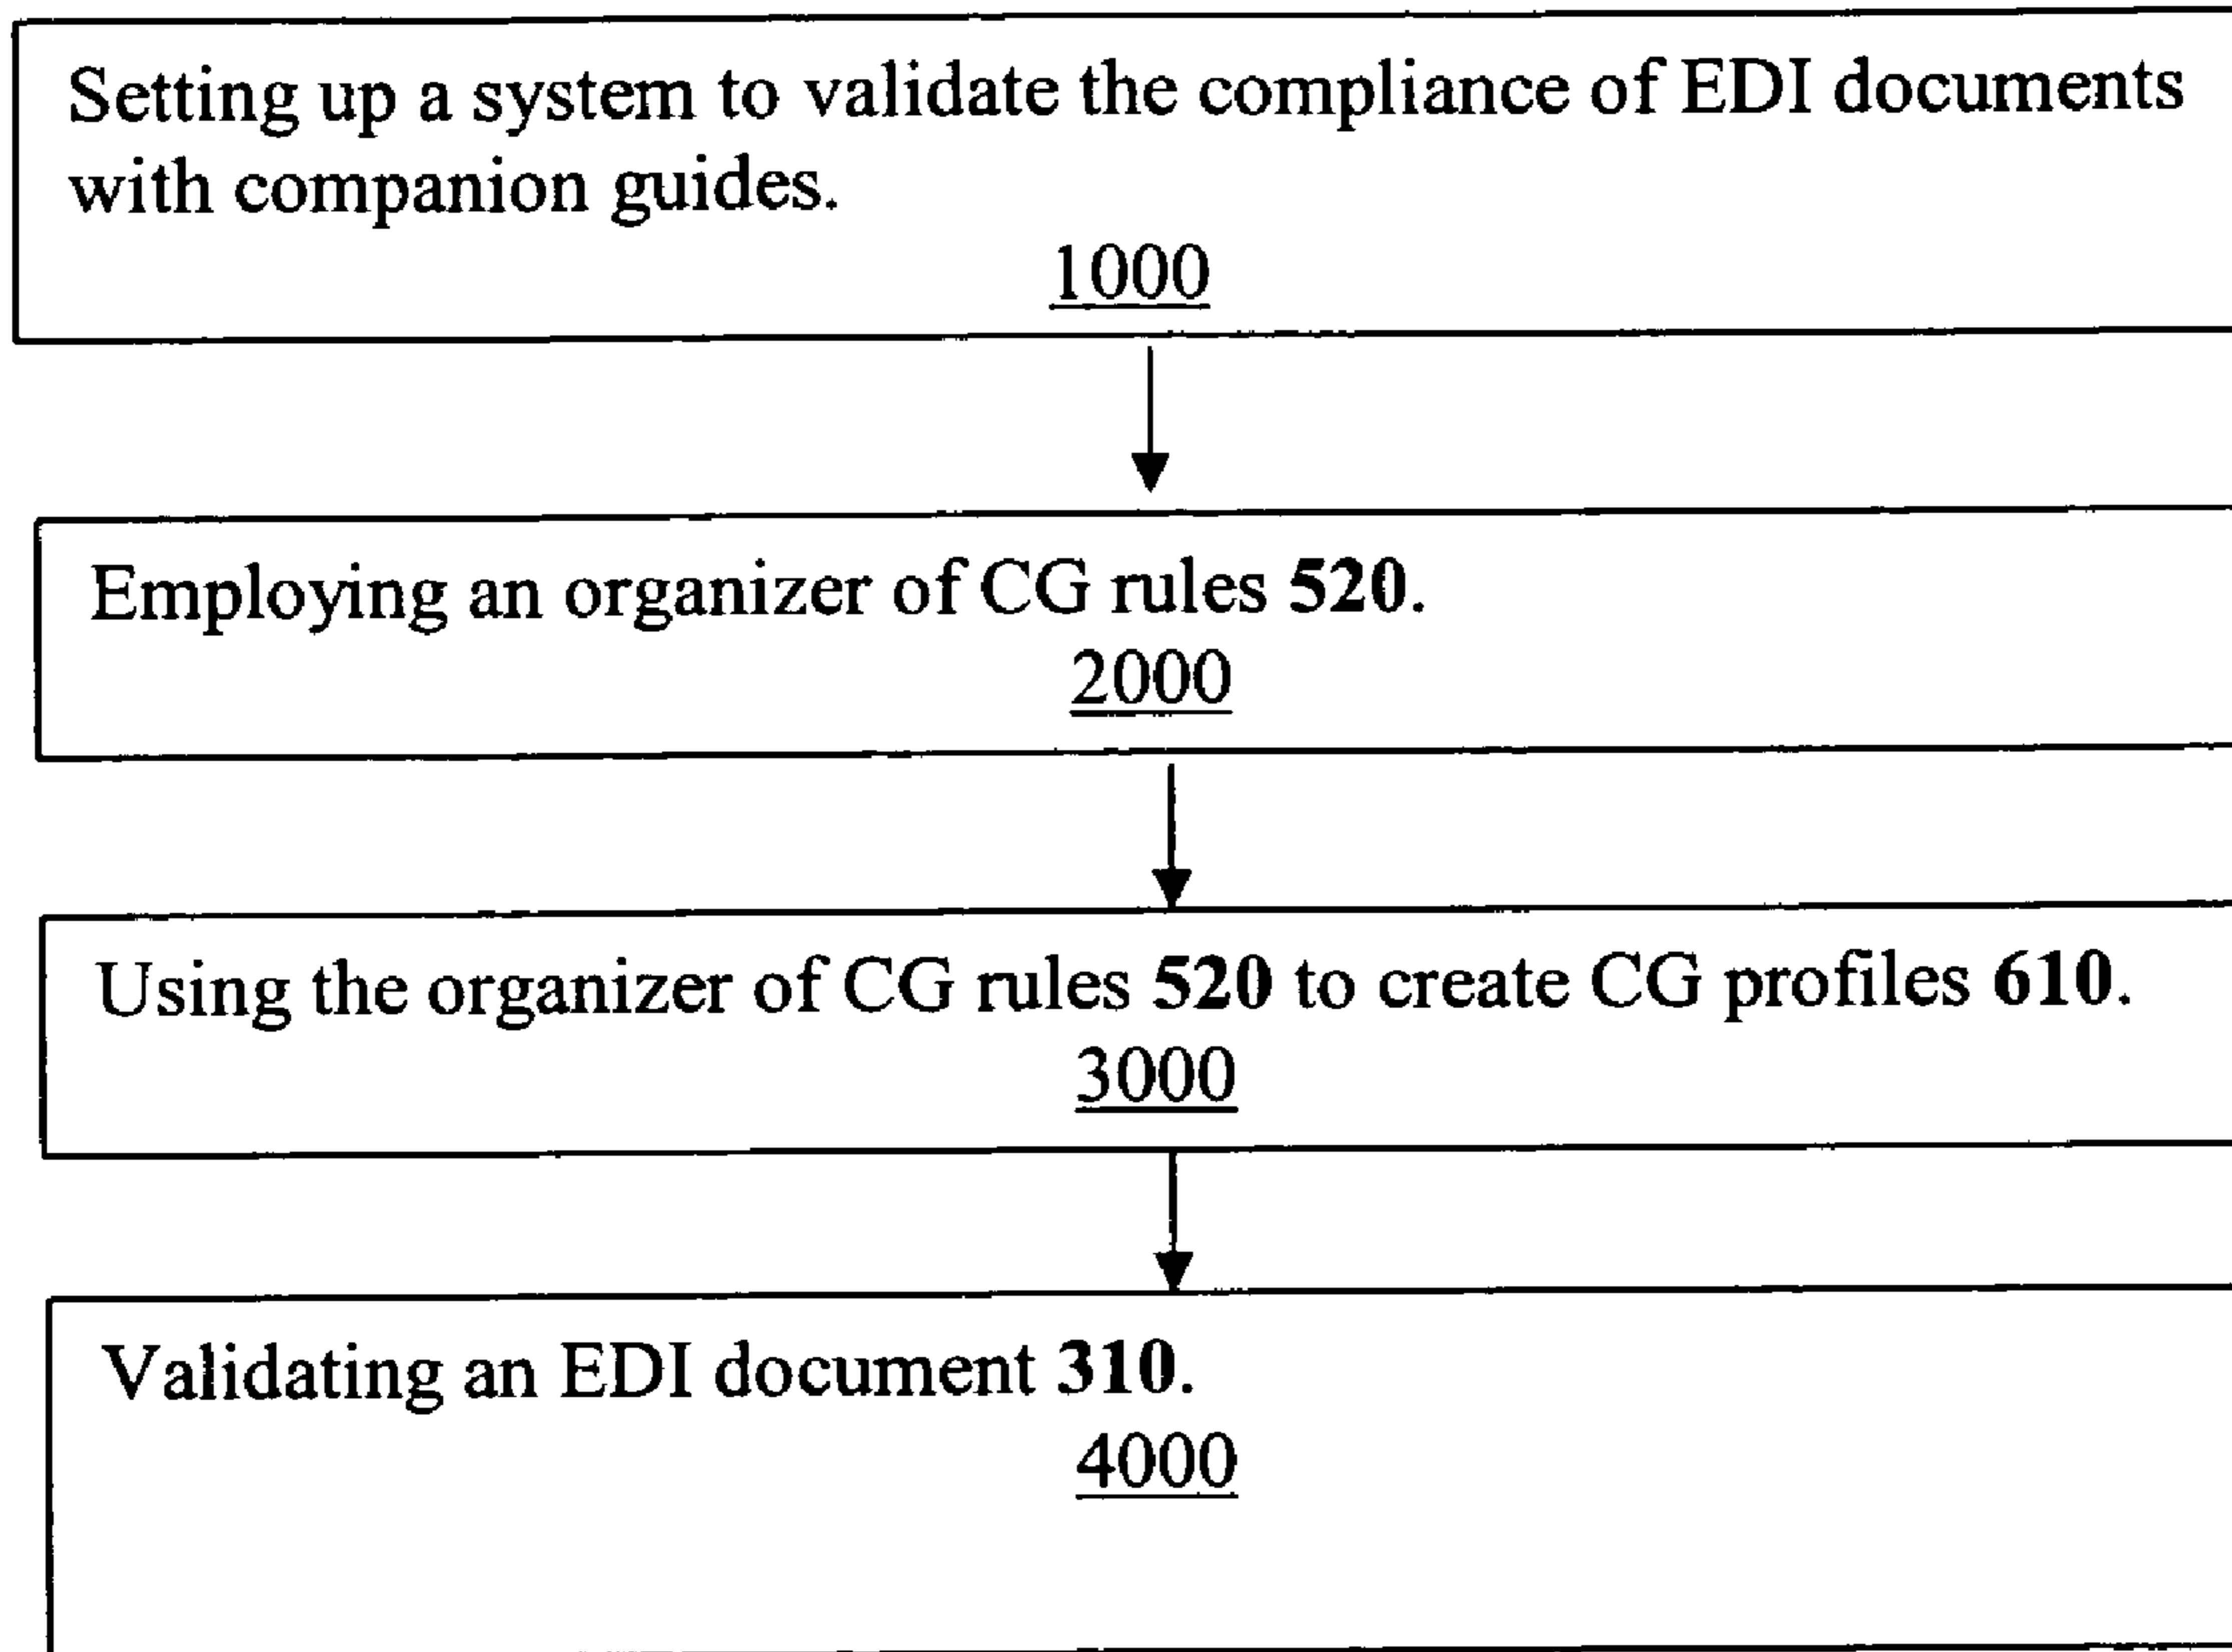 Setting up a system to validate the compliance of EDI documents
with companion guides.
1000
Employing an organizer of CG rules 520.
2000
Using the organizer of CG rules 520 to create CG profiles 610.
3000
Validating an EDI document 310.
4000